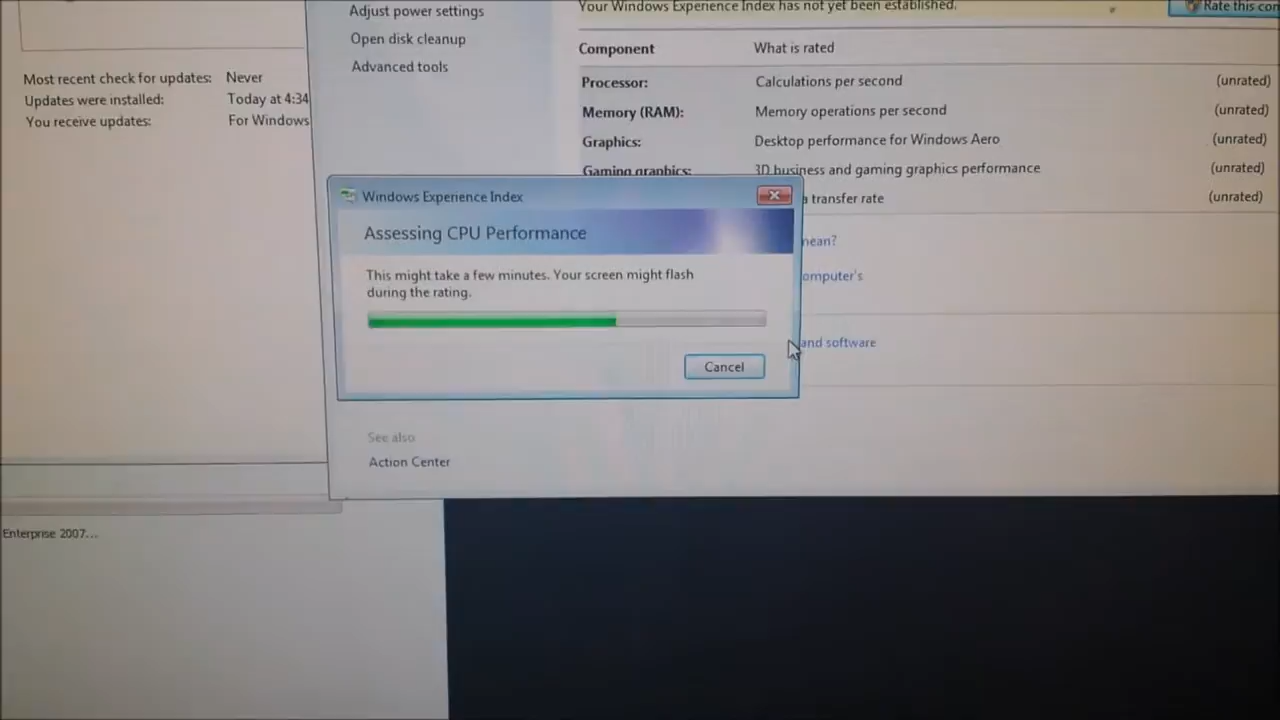 Adjust power settings
Open disk cleanup
Advanced tools
Most recent check for updates: Never
Updates were installed: Today at 4:34
You receive updates: For Windows
Your Windows Experience Index has not yet been established.
Rate this con
Component What is rated
Processor: Calculations per second (unrated)
Memory (RAM): Memory operations per second (unrated)
Graphics: Desktop performance for Windows Aero (unrated)
Gaming graphics: 3D business and gaming graphics performance (unrated)
a transfer rate (unrated)
Windows Experience Index
Assessing CPU Performance
This might take a few minutes. Your screen might flash
during the rating.
Cancel
mean?
omputer's
and software
See also
Action Center
Enterprise 2007...